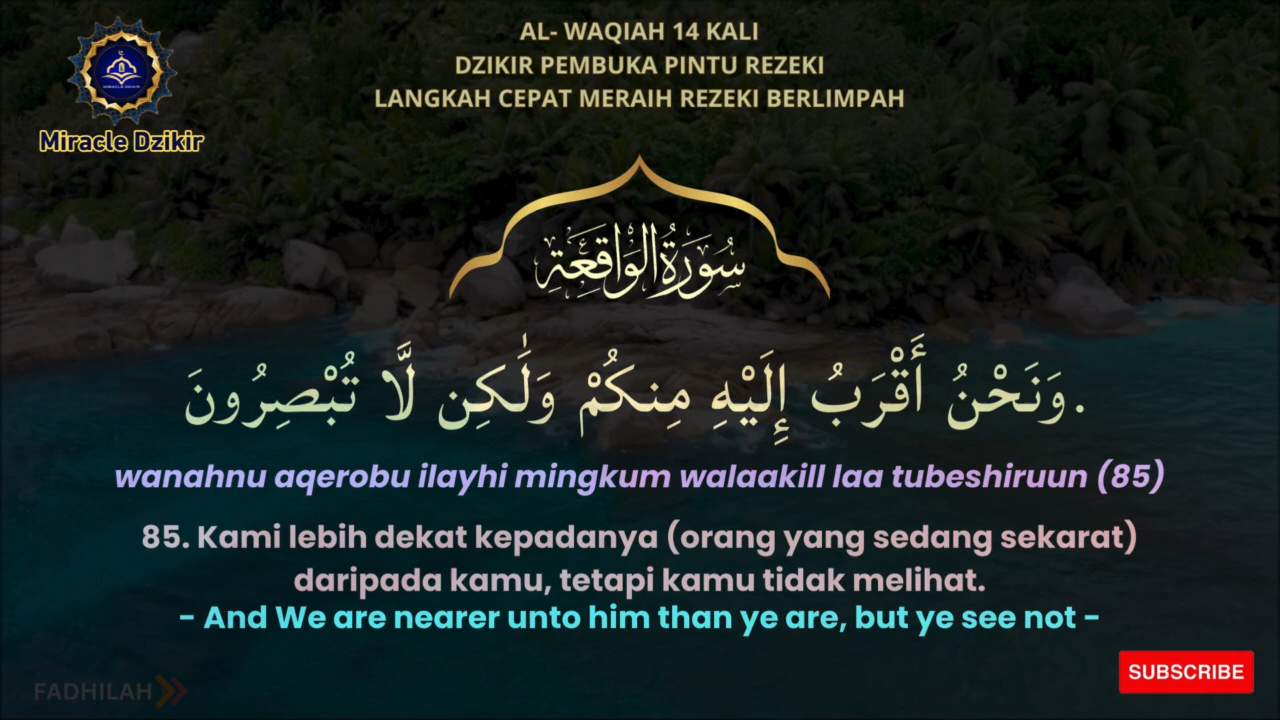 AL- WAQIAH 14 KALI
DZIKIR PEMBUKA PINTU REZEKI
LANGKAH CEPAT MERAIH REZEKI BERLIMPAH
MIRACLE DZIKIR
Miracle Dzikir
سُورَةُ الْوَاقِعَةِ
وَنَحْنُ أَقْرَبُ إِلَيْهِ مِنكُمْ وَلَٰكِن لَّا تُبْصِرُونَ.
wanahnu aqerobu ilayhi mingkum walaakill laa tubeshiruun (85)
85. Kami lebih dekat kepadanya (orang yang sedang sekarat)
daripada kamu, tetapi kamu tidak melihat.
- And We are nearer unto him than ye are, but ye see not -
SUBSCRIBE
FADHILAH